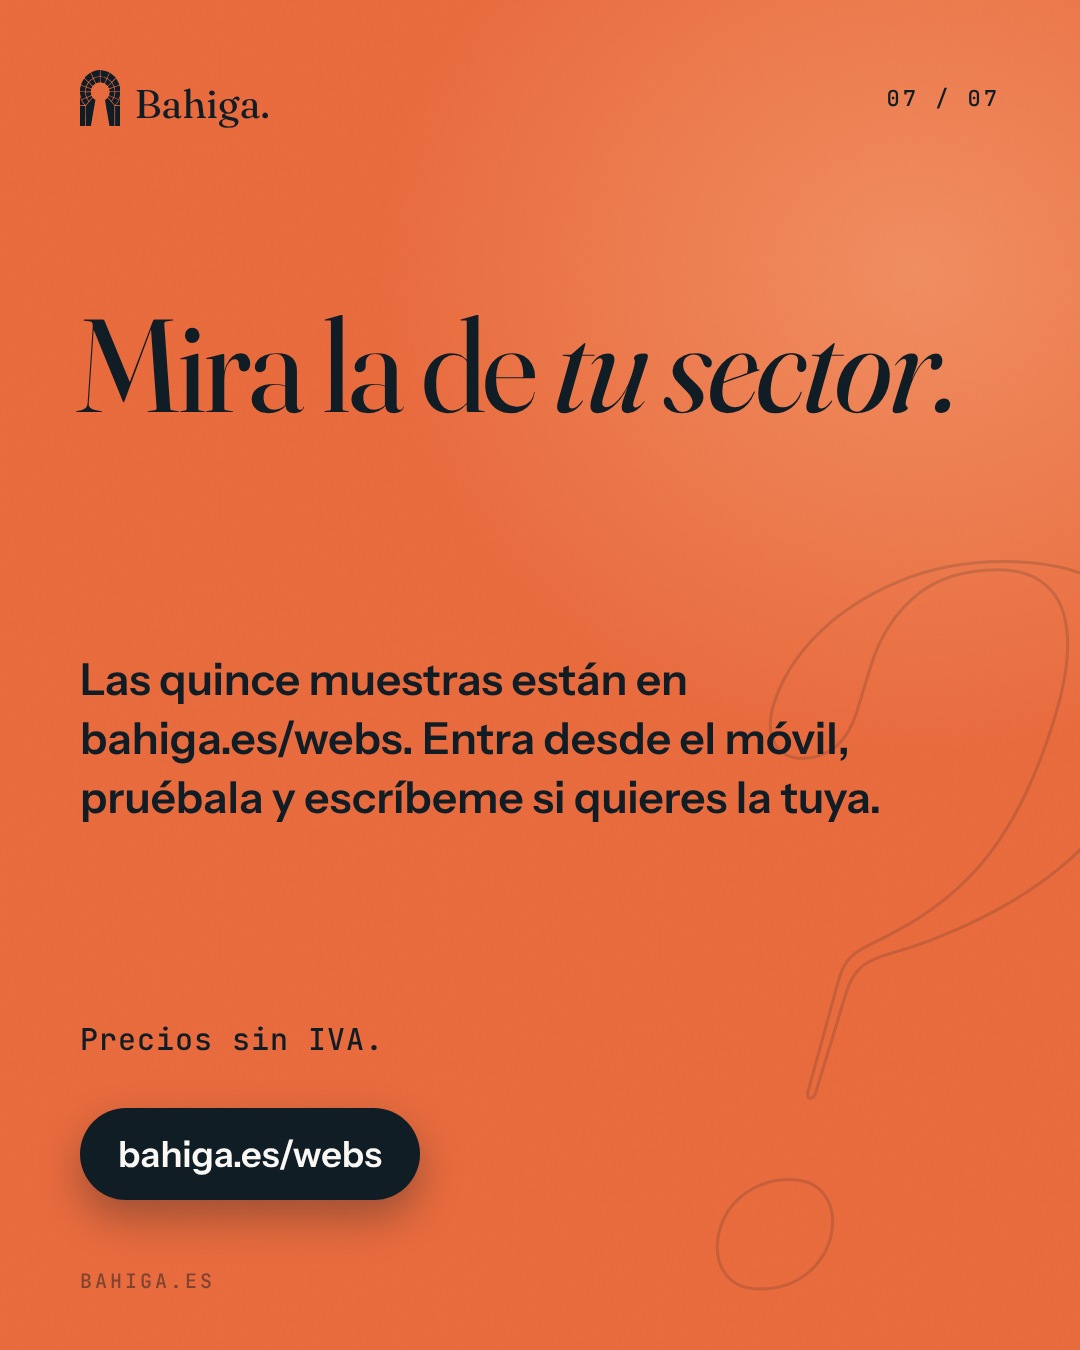 Bahiga.
07 / 07
Mira la de tu sector.
Las quince muestras están en
bahiga.es/webs. Entra desde el móvil,
pruébala y escríbeme si quieres la tuya.
Precios sin IVA.
bahiga.es/webs
BAHIGA.ES
?